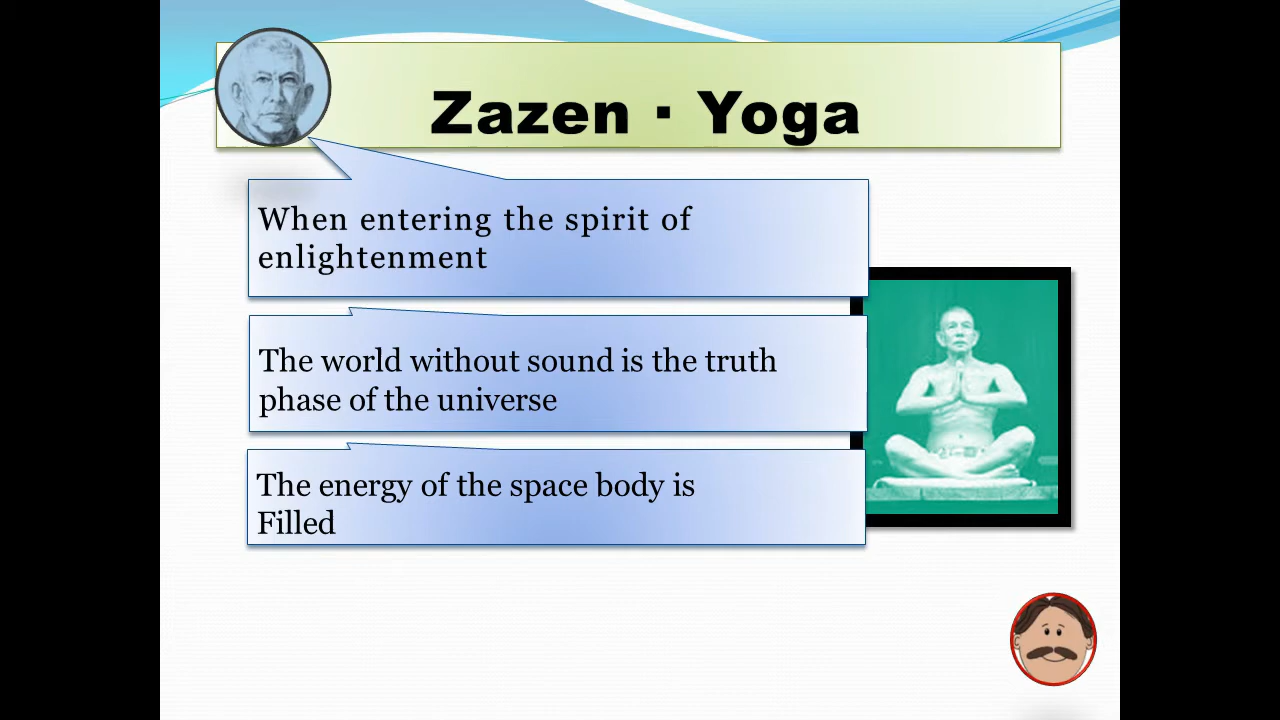 Zazen · Yoga
When entering the spirit of
enlightenment
The world without sound is the truth
phase of the universe
The energy of the space body is
Filled